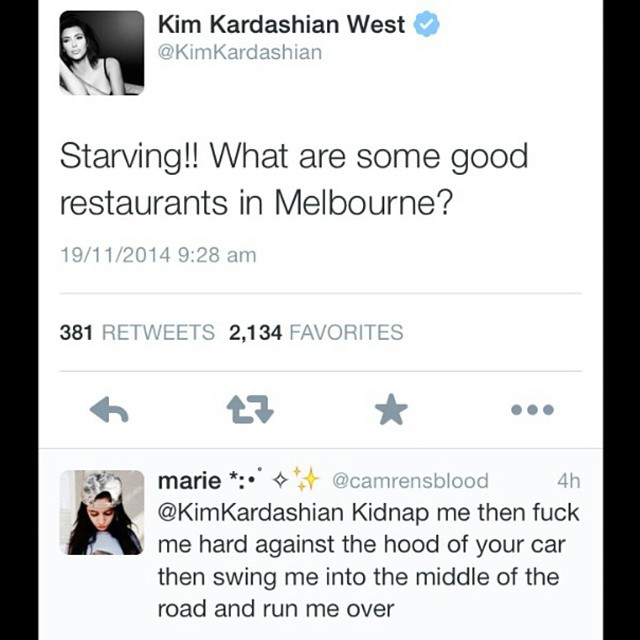 Kim Kardashian West
@KimKardashian
Starving!! What are some good
restaurants in Melbourne?
19/11/2014 9:28 am
381 RETWEETS 2,134 FAVORITES
marie *:•˚ ✧ ✨ @camrensblood 4h
@KimKardashian Kidnap me then fuck
me hard against the hood of your car
then swing me into the middle of the
road and run me over